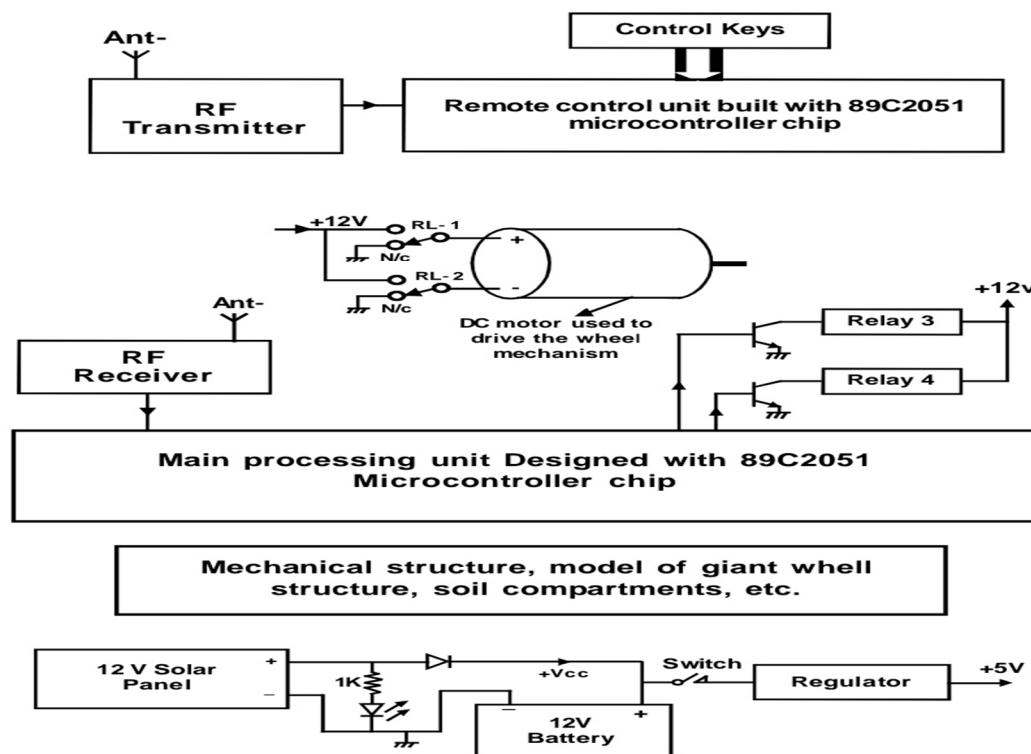 Ant-
Control Keys
RF
Transmitter
Remote control unit built with 89C2051
microcontroller chip
+12V
RL-1
N/c
+
RL-2
-
N/c
DC motor used to
drive the wheel
mechanism
Ant-
RF
Receiver
+12v
Relay 3
Relay 4
Main processing unit Designed with 89C2051
Microcontroller chip
Mechanical structure, model of giant whell
structure, soil compartments, etc.
12 V Solar
Panel
+
-
1K
+Vcc
Switch
Regulator
+5V
- +
12V
Battery